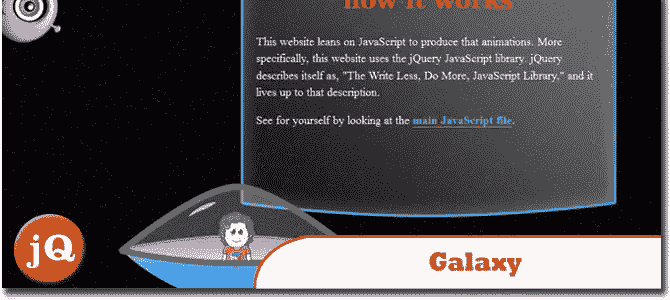 how it works
This website leans on JavaScript to produce that animations. More
specifically, this website uses the jQuery JavaScript library. jQuery
describes itself as, "The Write Less, Do More, JavaScript Library," and it
lives up to that description.
See for yourself by looking at the main JavaScript file.
jQ
Galaxy